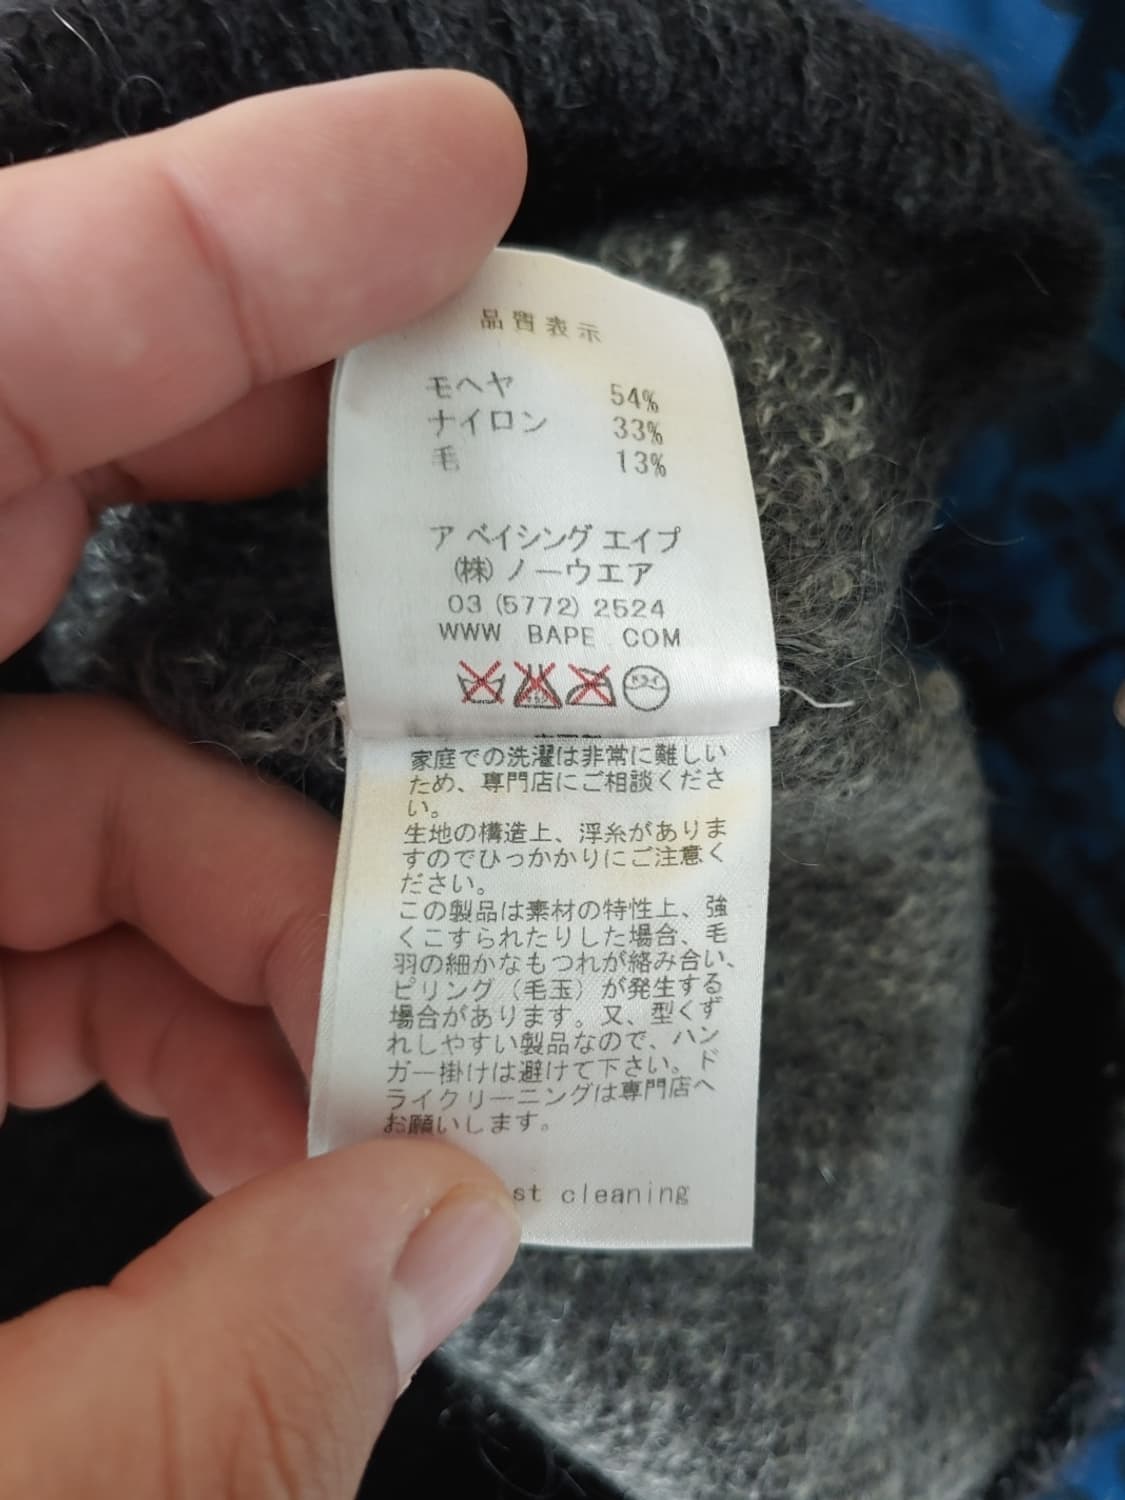 品質表示
モヘヤ 54%
ナイロン 33%
毛 13%
ア ベイシング エイプ
(株) ノーウエア
03 (5772) 2524
WWW BAPE COM
ドライ
家庭での洗濯は非常に難しい
ため、専門店にご相談くださ
い。
生地の構造上、浮糸がありま
すのでひっかかりにご注意く
ださい。
この製品は素材の特性上、強
くこすられたりした場合、毛
羽の細かなもつれが絡み合い、
ピリング（毛玉）が発生する
場合があります。又、型くず
れしやすい製品なので、ハン
ガー掛けは避けて下さい。ド
ライクリーニングは専門店へ
お願いします。
st cleaning